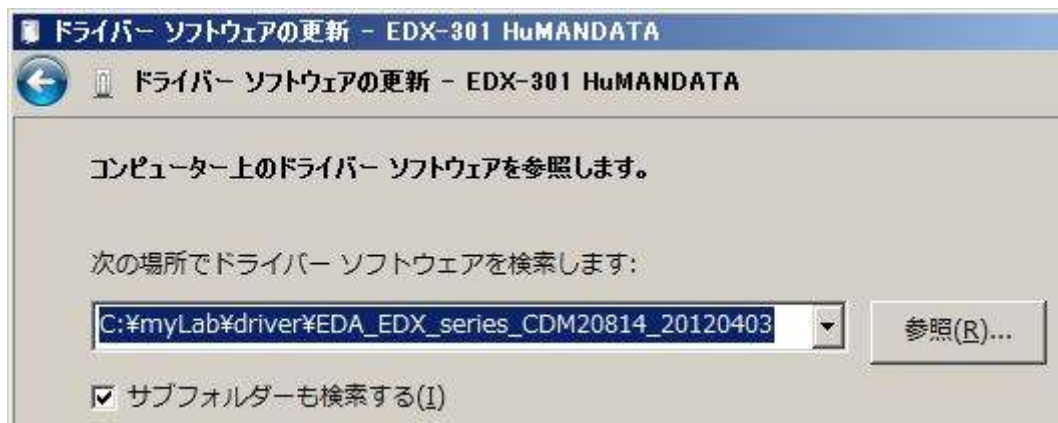 ドライバー ソフトウェアの更新 - EDX-301 HuMANDATA
ドライバー ソフトウェアの更新 - EDX-301 HuMANDATA
コンピューター上のドライバー ソフトウェアを参照します。
次の場所でドライバー ソフトウェアを検索します:
C:¥myLab¥driver¥EDA_EDX_series_CDM20814_20120403
参照(R)...
サブフォルダーも検索する(I)